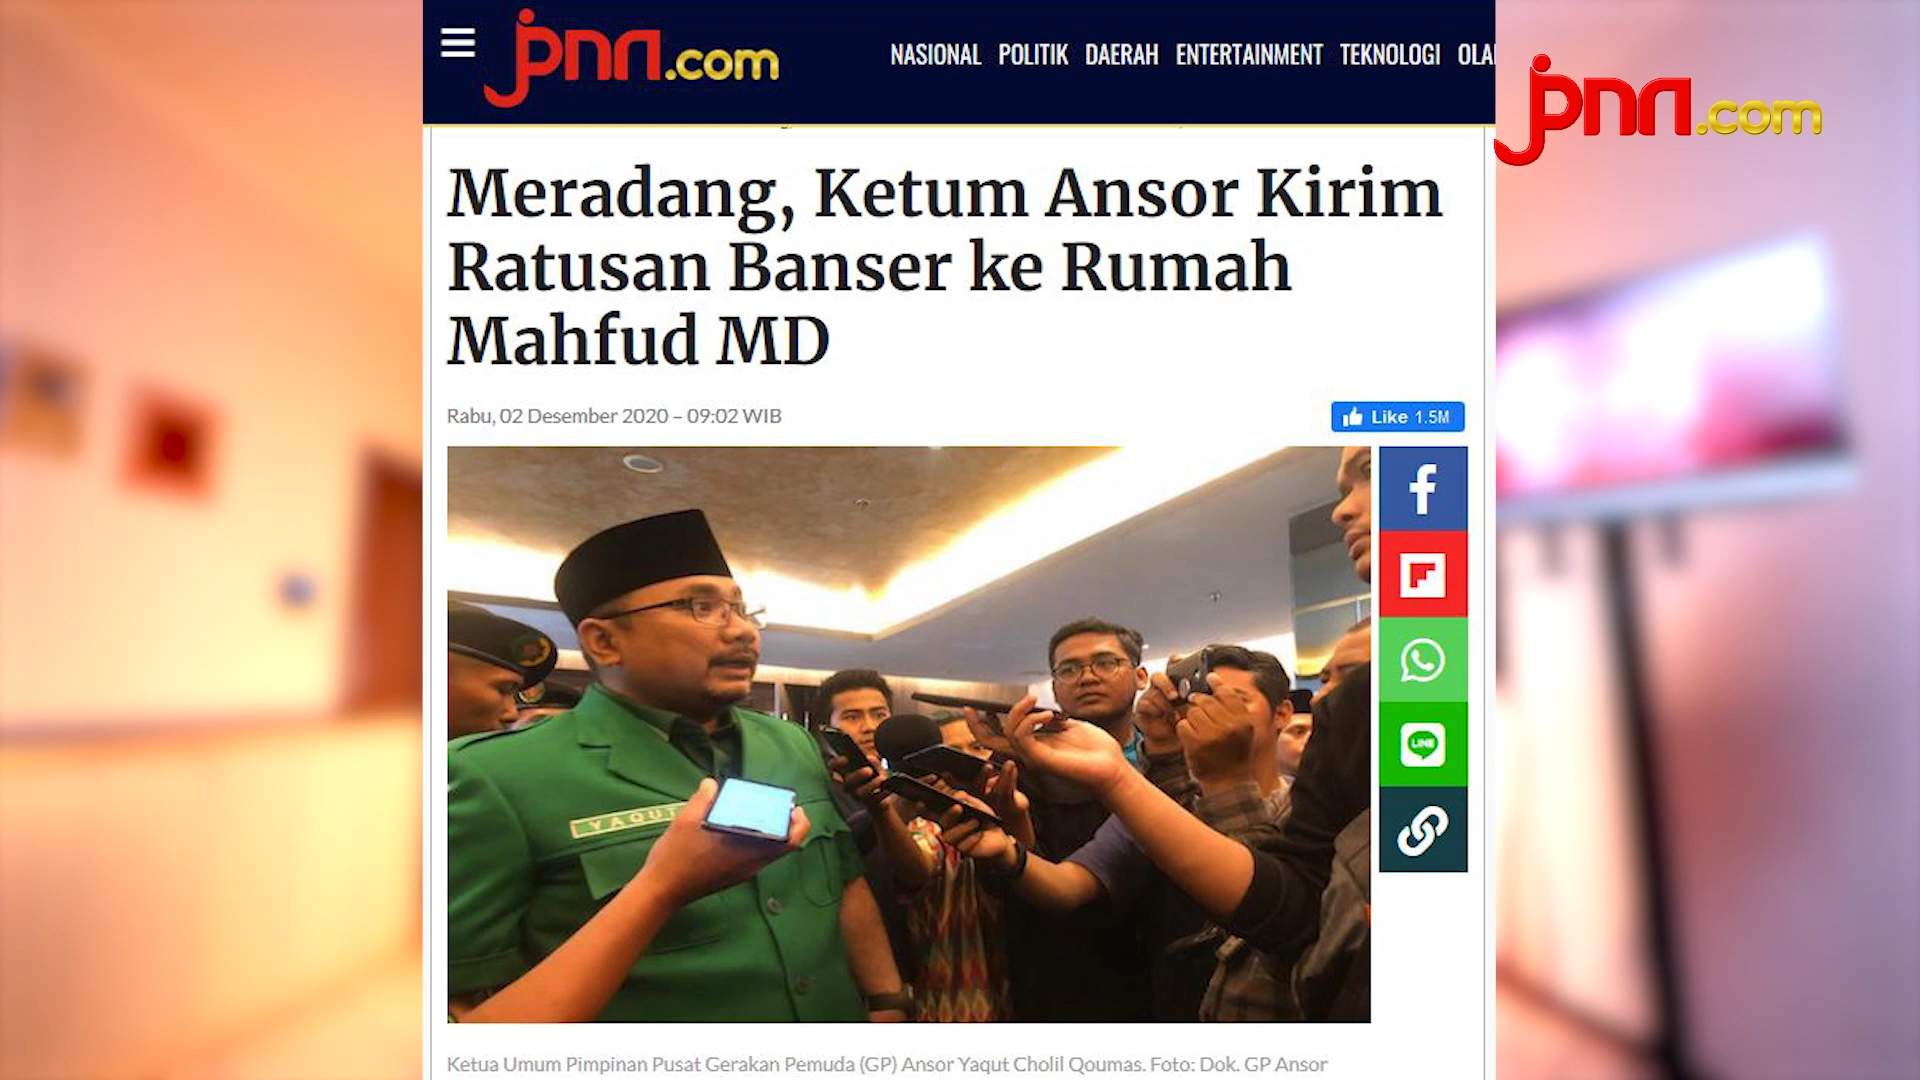 jpnn.com
NASIONAL POLITIK DAERAH ENTERTAINMENT TEKNOLOGI OLA
jpnn.com
Meradang, Ketum Ansor Kirim
Ratusan Banser ke Rumah
Mahfud MD
Rabu, 02 Desember 2020 – 09:02 WIB
Like 1.5M
YAQUT
LINE
Ketua Umum Pimpinan Pusat Gerakan Pemuda (GP) Ansor Yaqut Cholil Qoumas. Foto: Dok. GP Ansor